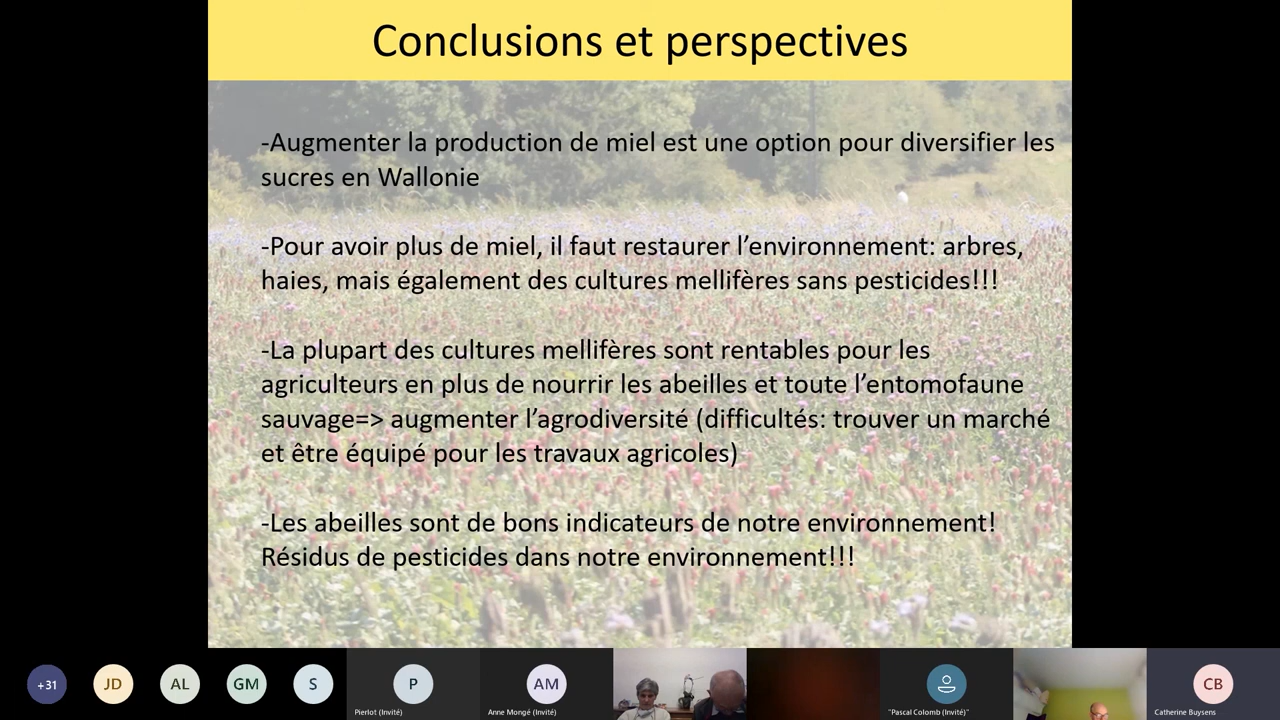 Conclusions et perspectives
-Augmenter la production de miel est une option pour diversifier les
sucres en Wallonie
-Pour avoir plus de miel, il faut restaurer l’environnement: arbres,
haies, mais également des cultures mellifères sans pesticides!!!
-La plupart des cultures mellifères sont rentables pour les
agriculteurs en plus de nourrir les abeilles et toute l’entomofaune
sauvage=> augmenter l’agrodiversité (difficultés: trouver un marché
et être équipé pour les travaux agricoles)
-Les abeilles sont de bons indicateurs de notre environnement!
Résidus de pesticides dans notre environnement!!!
+31 JD AL GM S P AM CB
Pierlot (Invité) Anne Mongé (Invité) "Pascal Colomb (Invité)" Catherine Buysens